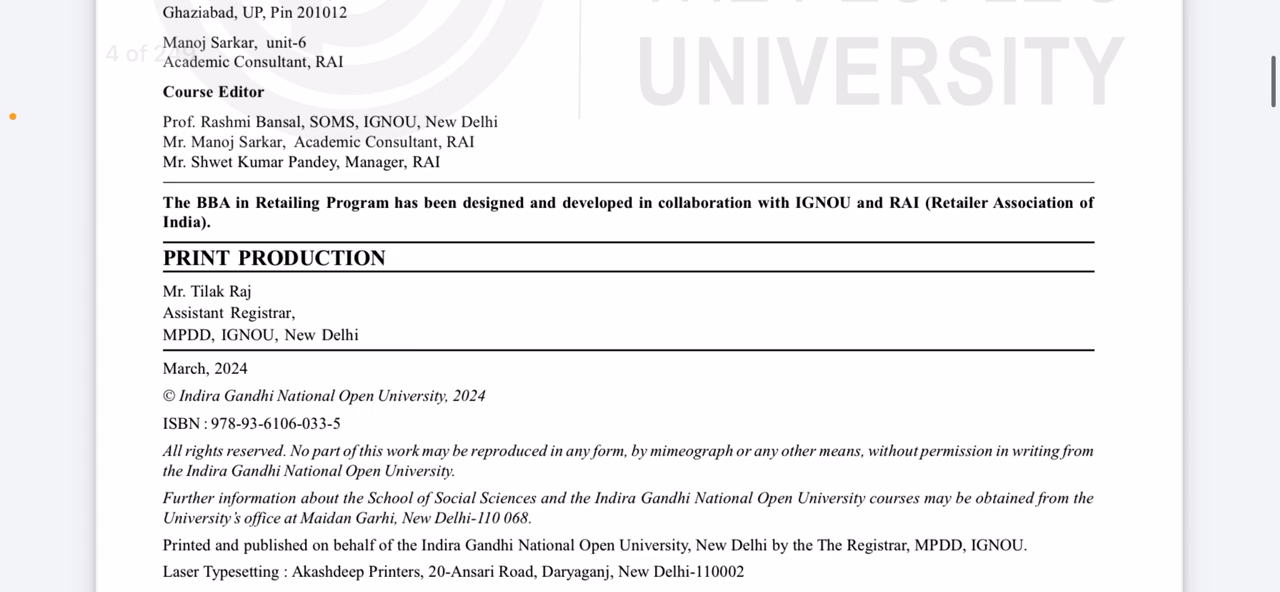 Ghaziabad, UP, Pin 201012
Manoj Sarkar, unit-6
4 of
Academic Consultant, RAI
UNIVERSITY
Course Editor
Prof. Rashmi Bansal, SOMS, IGNOU, New Delhi
Mr. Manoj Sarkar, Academic Consultant, RAI
Mr. Shwet Kumar Pandey, Manager, RAI
The BBA in Retailing Program has been designed and developed in collaboration with IGNOU and RAI (Retailer Association of
India).
PRINT PRODUCTION
Mr. Tilak Raj
Assistant Registrar,
MPDD, IGNOU, New Delhi
March, 2024
© Indira Gandhi National Open University, 2024
ISBN : 978-93-6106-033-5
All rights reserved. No part of this work may be reproduced in any form, by mimeograph or any other means, without permission in writing from
the Indira Gandhi National Open University.
Further information about the School of Social Sciences and the Indira Gandhi National Open University courses may be obtained from the
University's office at Maidan Garhi, New Delhi-110 068.
Printed and published on behalf of the Indira Gandhi National Open University, New Delhi by the The Registrar, MPDD, IGNOU.
Laser Typesetting : Akashdeep Printers, 20-Ansari Road, Daryaganj, New Delhi-110002